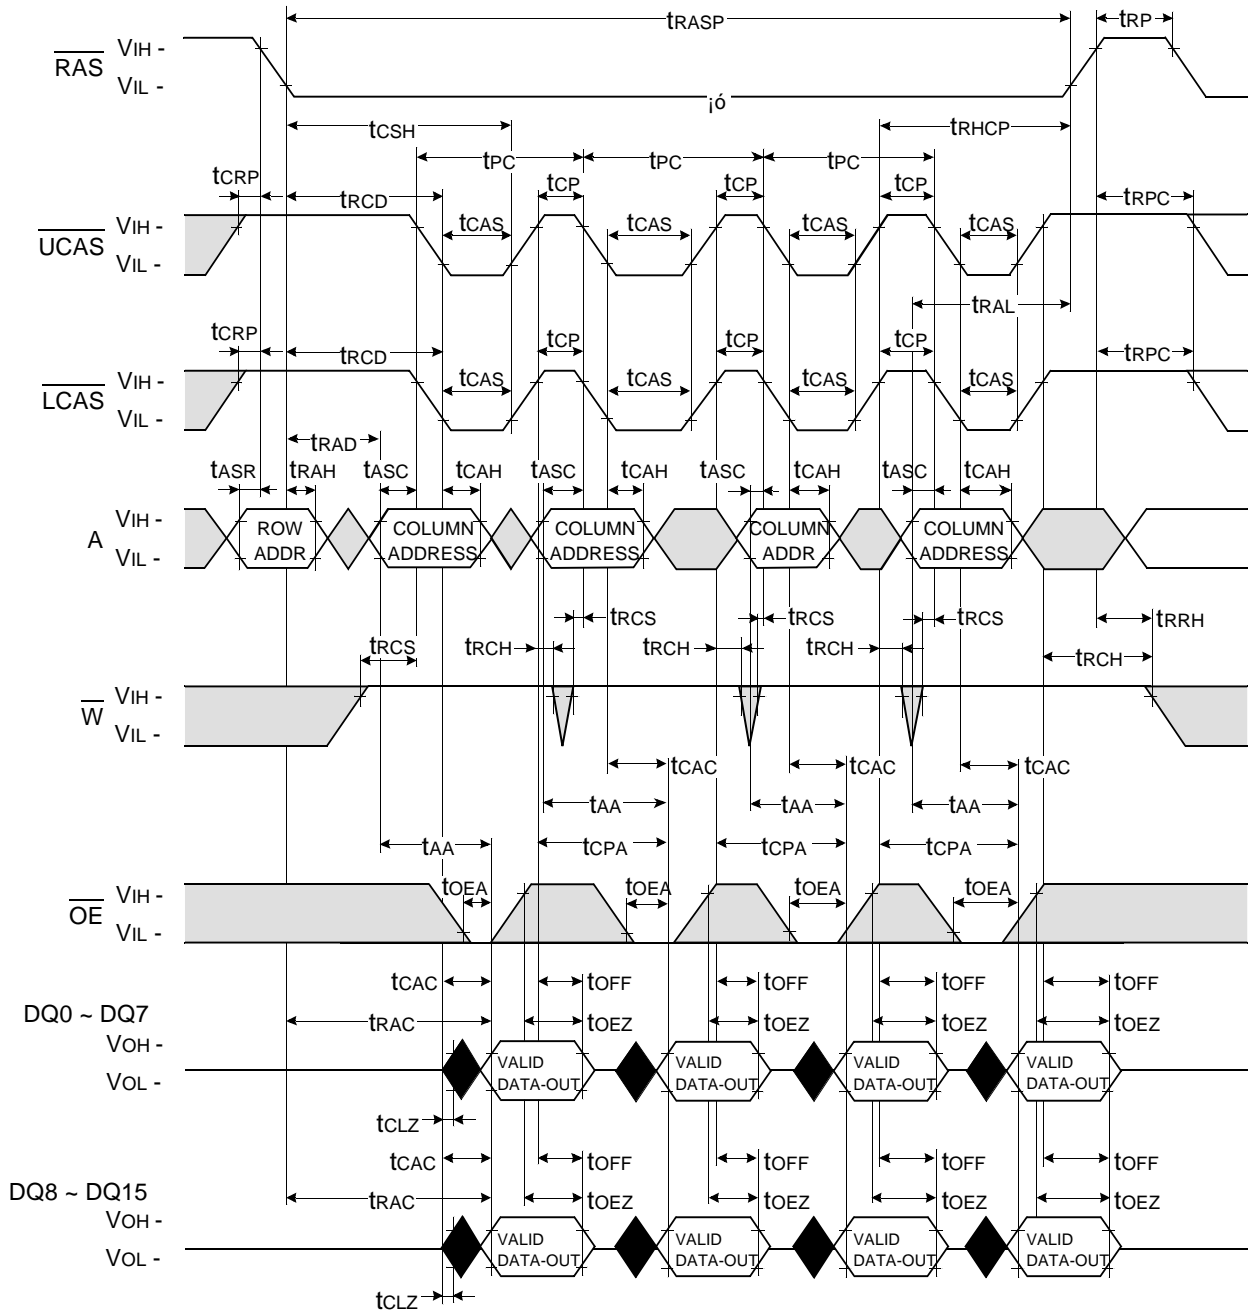 tRASP
tRP
RAS
VIH -
VIL -
¡ó
tCSH
tRHCP
tPC
tPC
tPC
tCRP
tRCD
tCP
tCP
tCP
tRPC
UCAS
VIH -
VIL -
tCAS
tCAS
tCAS
tCAS
tRAL
tCRP
tRCD
tCP
tCP
tCP
tRPC
LCAS
VIH -
VIL -
tCAS
tCAS
tCAS
tCAS
tRAD
tASR
tRAH
tASC
tCAH
tASC
tCAH
tASC
tCAH
tASC
tCAH
A
VIH -
VIL -
ROW
ADDR
COLUMN
ADDRESS
COLUMN
ADDRESS
COLUMN
ADDR
COLUMN
ADDRESS
tRCS
tRCS
tRCS
tRRH
tRCS
tRCH
tRCH
tRCH
tRCH
W
VIH -
VIL -
tCAC
tCAC
tCAC
tAA
tAA
tAA
tAA
tCPA
tCPA
tCPA
tOEA
tOEA
tOEA
tOEA
OE
VIH -
VIL -
tCAC
tOFF
tOFF
tOFF
tOFF
DQ0 ~ DQ7
tRAC
tOEZ
tOEZ
tOEZ
tOEZ
VOH -
VOL -
VALID
DATA-OUT
VALID
DATA-OUT
VALID
DATA-OUT
VALID
DATA-OUT
tCLZ
tCAC
tOFF
tOFF
tOFF
tOFF
DQ8 ~ DQ15
tRAC
tOEZ
tOEZ
tOEZ
tOEZ
VOH -
VOL -
VALID
DATA-OUT
VALID
DATA-OUT
VALID
DATA-OUT
VALID
DATA-OUT
tCLZ